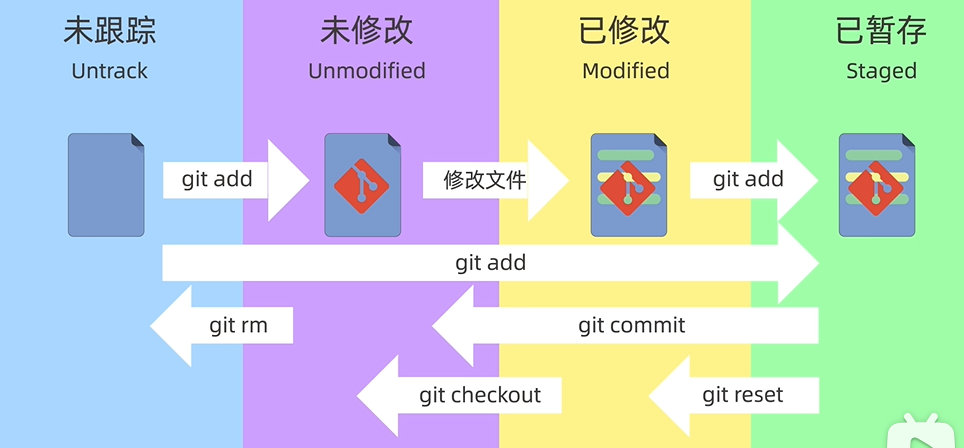 未跟踪
未修改
已修改
已暂存
Untrack
Unmodified
Modified
Staged
git add
修改文件
git add
git add
git rm
git commit
git checkout
git reset